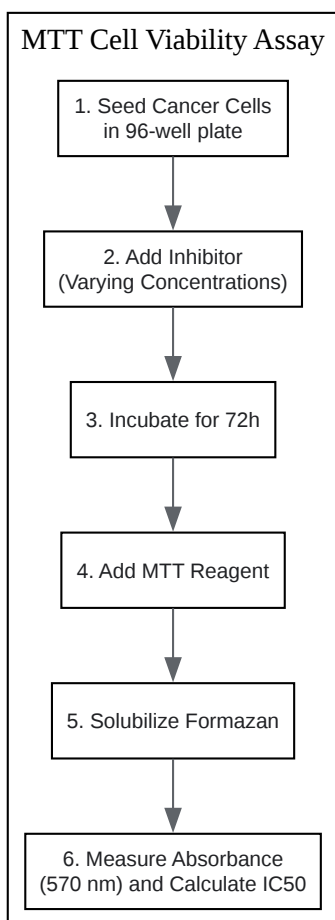 MTT Cell Viability Assay
1. Seed Cancer Cells
in 96-well plate
2. Add Inhibitor
(Varying Concentrations)
3. Incubate for 72h
4. Add MTT Reagent
5. Solubilize Formazan
6. Measure Absorbance
(570 nm) and Calculate IC50